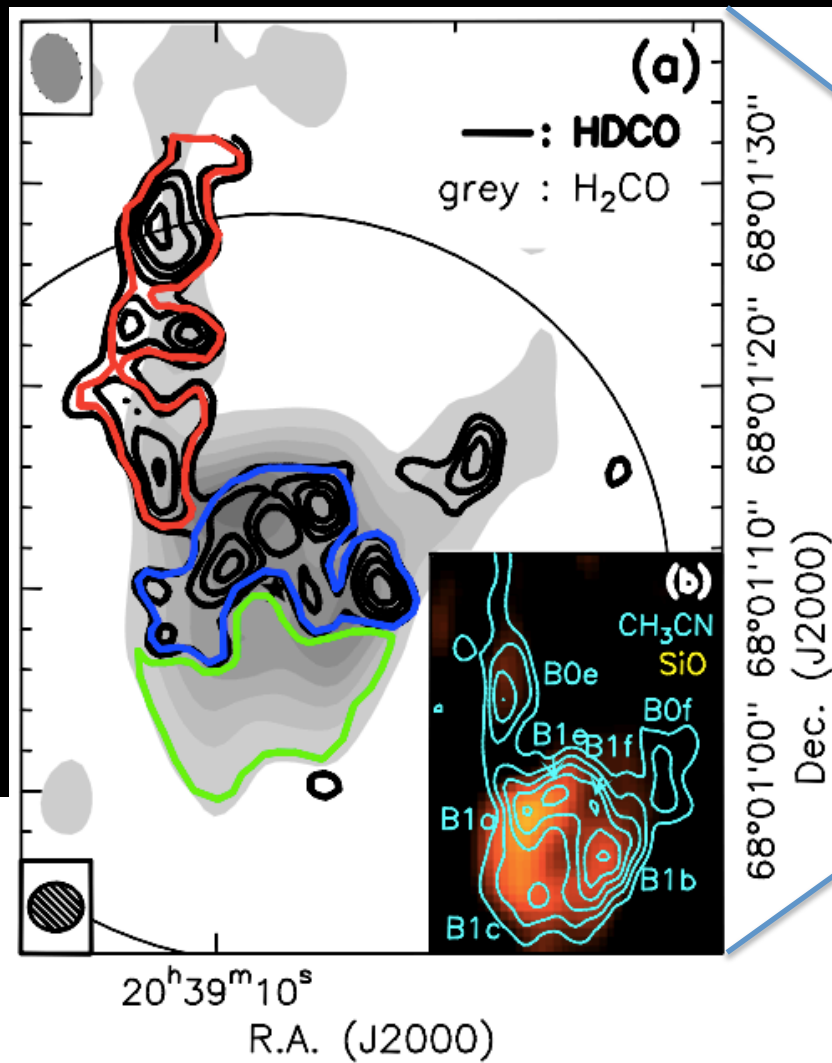 (a)
—: HDCO
grey : H₂CO
68°01'30"
68°01'20"
68°01'10"
68°01'00"
Dec. (J2000)
(b)
CH₃CN
SiO
B0e
B0f
B1e
B1f
B1a
B1b
B1c
20ʰ39ᵐ10ˢ
R.A. (J2000)